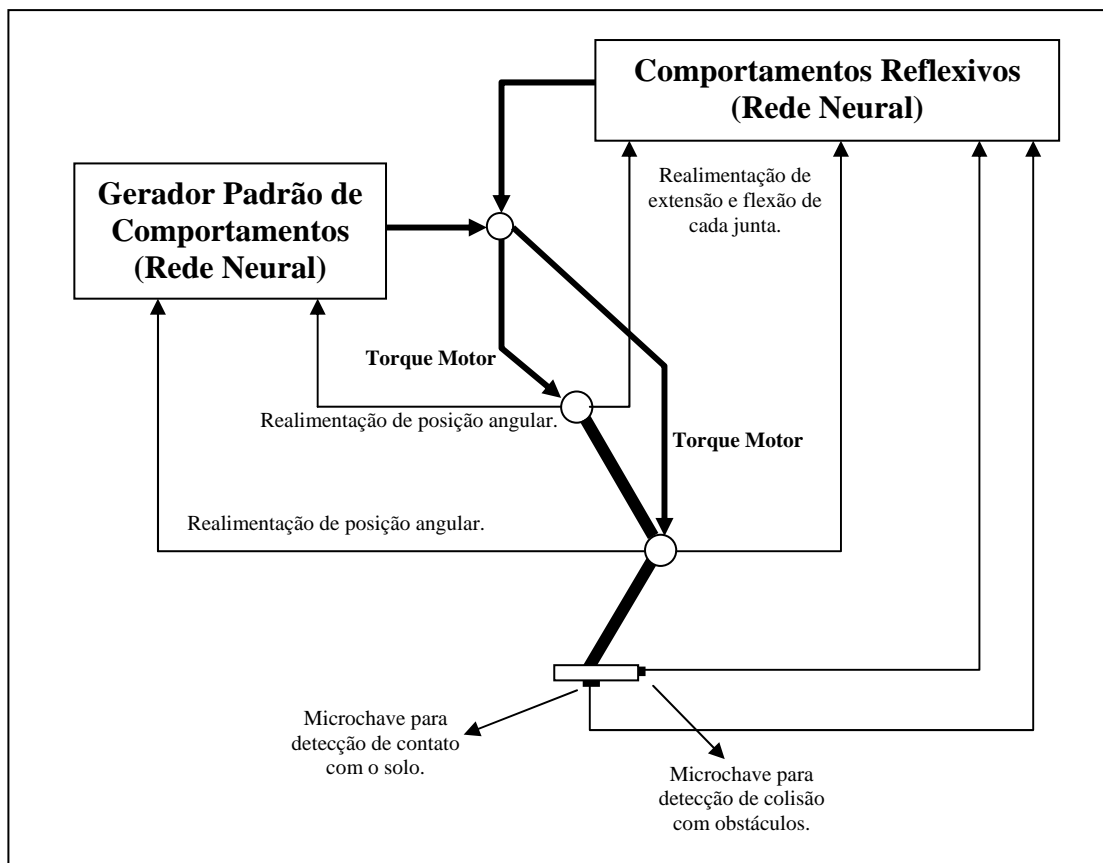 Comportamentos Reflexivos
(Rede Neural)
Gerador Padrão de
Comportamentos
(Rede Neural)
Realimentação de
extensão e flexão de
cada junta.
Torque Motor
Realimentação de posição angular.
Torque Motor
Realimentação de posição angular.
Microchave para
detecção de contato
com o solo.
Microchave para
detecção de colisão
com obstáculos.